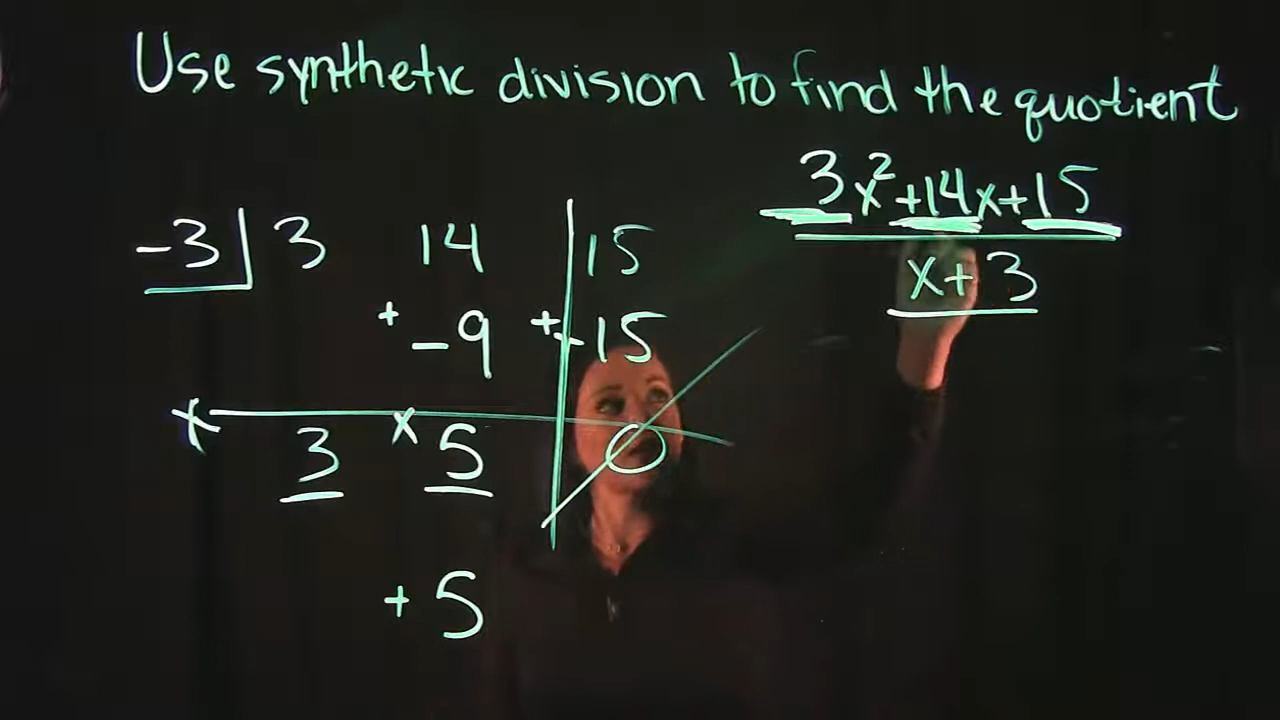 Use synthetic division to find the quotient
3x²+14x+15
x+3
-3 3 14 15
+ -9 + -15
x 3 x 5 0
+ 5